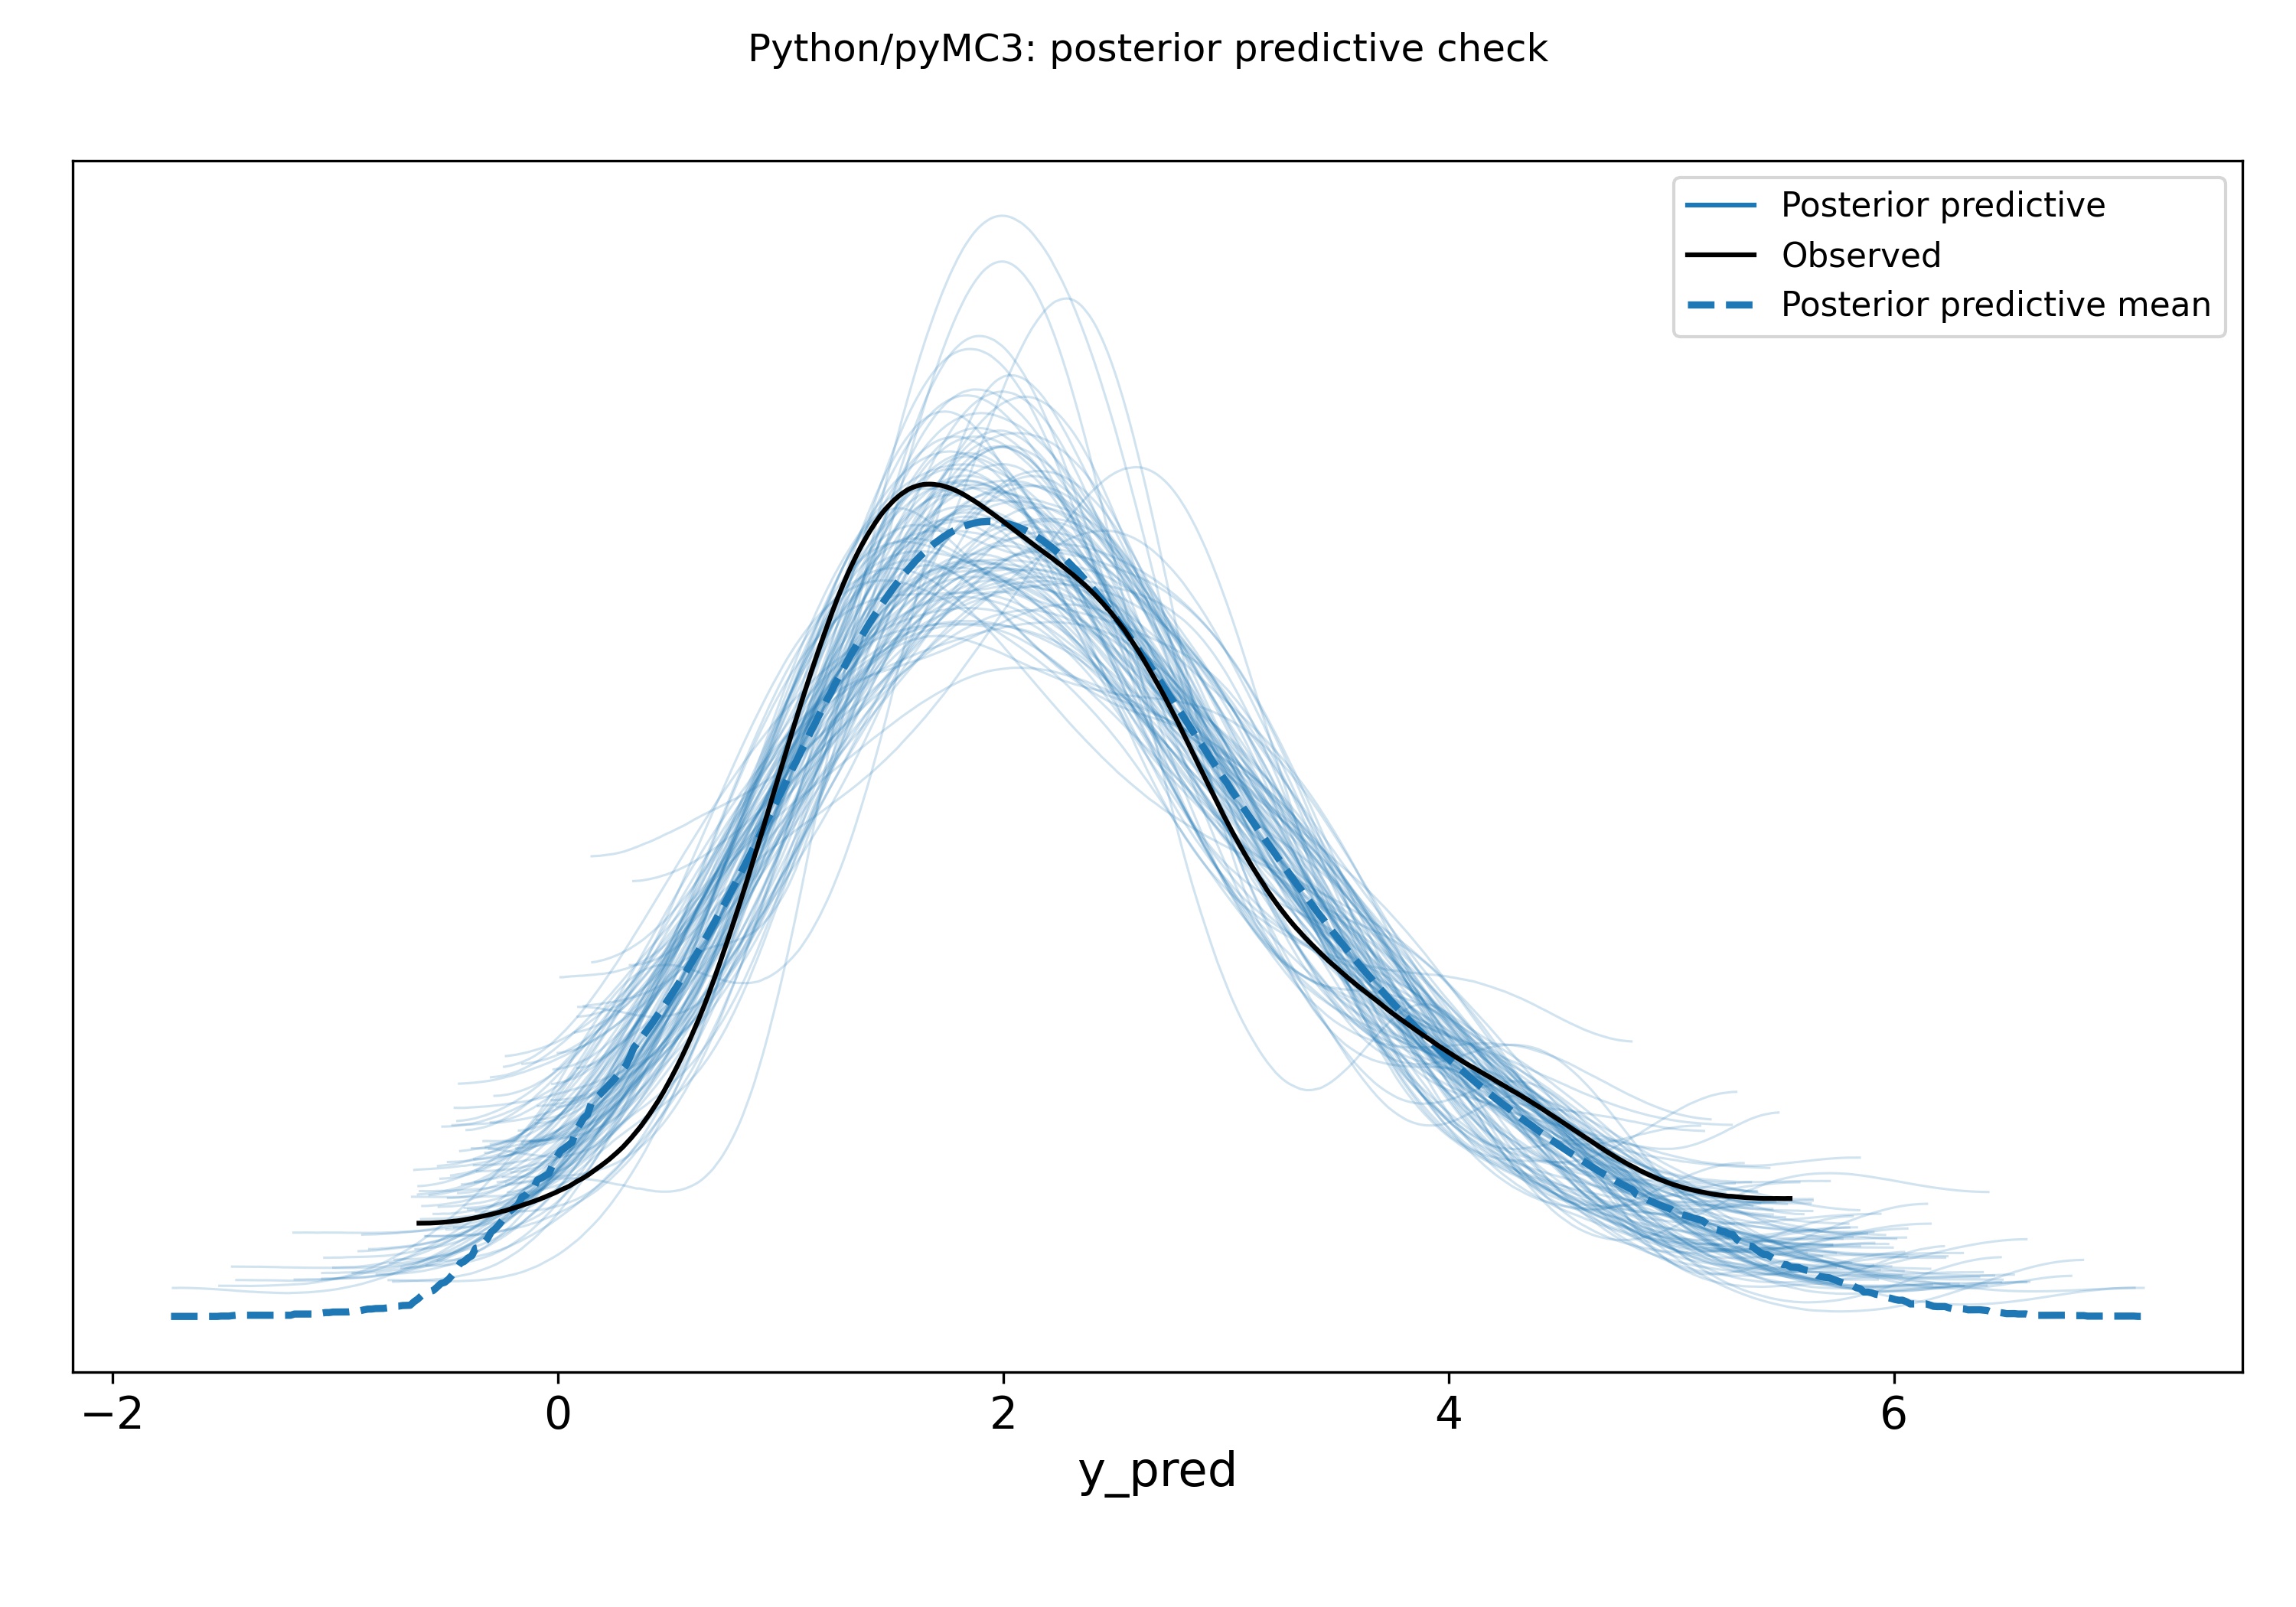 Python/pyMC3: posterior predictive check
Posterior predictive
Observed
Posterior predictive mean
−2 0 2 4 6
y_pred